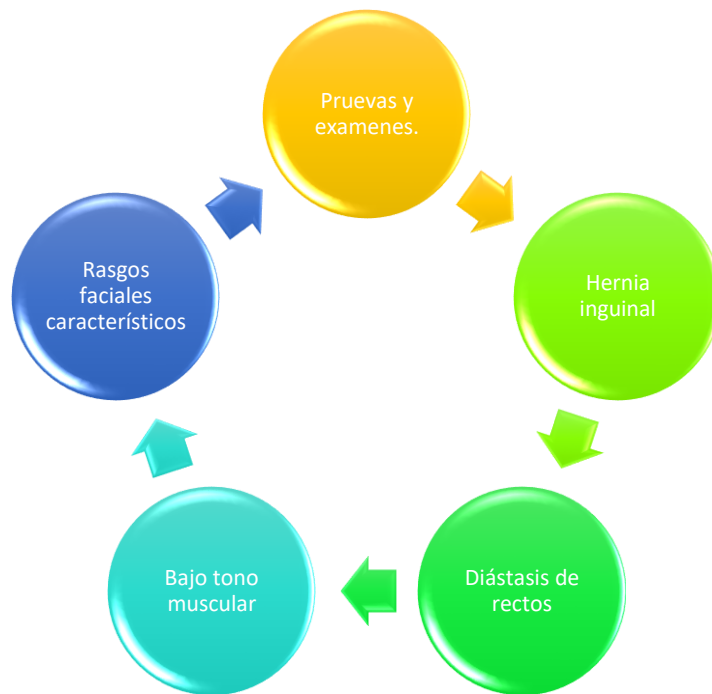 Pruevas y
examenes.
Hernia
inguinal
Diástasis de
rectos
Bajo tono
muscular
Rasgos
faciales
característicos